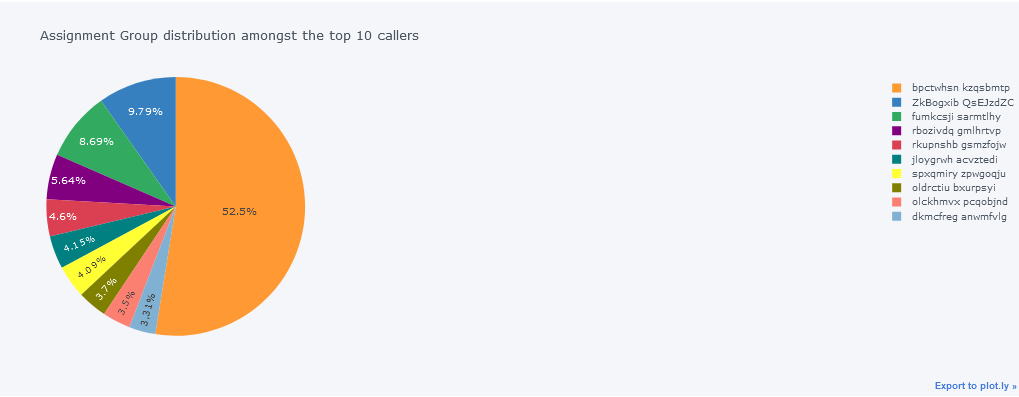 Assignment Group distribution amongst the top 10 callers
9.79%
8.69%
5.64%
4.6%
4.15%
4.09%
3.7%
3.5%
3.31%
52.5%
bpctwhsn kzqsbmtp
ZkBogxib QsEJzdZO
fumkcsji sarmtlhy
rbozivdq gmlhrtvp
rkupnshb gsmzfojw
jloygrwh acvztedi
spxqmiry zpwgoqju
oldrctiu bxurpsyi
olckhmvx pcqobjnd
dkmcfreg anwmfvlg
Export to plot.ly »